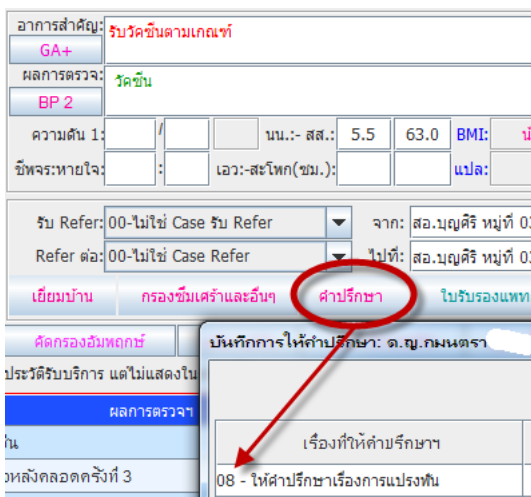 อาการสำคัญ: รับวัคซีนตามเกณฑ์
GA+
ผลการตรวจ: วัคซีน
BP 2
ความดัน 1: / นน.:- สส.: 5.5 63.0 BMI:
ชีพจร:หายใจ: : เอว:-สะโพก(ซม.): แปล:
รับ Refer: 00-ไม่ใช่ Case รับ Refer จาก: สอ.บุญศิริ หมู่ที่ 03
Refer ต่อ: 00-ไม่ใช่ Case Refer ไปที่: สอ.บุญศิริ หมู่ที่ 03
เยี่ยมบ้าน กรองซึมเศร้าและอื่นๆ คำปรึกษา ใบรับรองแพท
คัดกรองอัมพฤกษ์ บันทึกการให้คำปรึกษา: ด.ญ.กมนตรา
ประวัติรับบริการ แต่ไม่แสดงใน
ผลการตรวจฯ
เรื่องที่ให้คำปรึกษาฯ
หลังคลอดครั้งที่ 3
08 - ให้คำปรึกษาเรื่องการแปรงฟัน